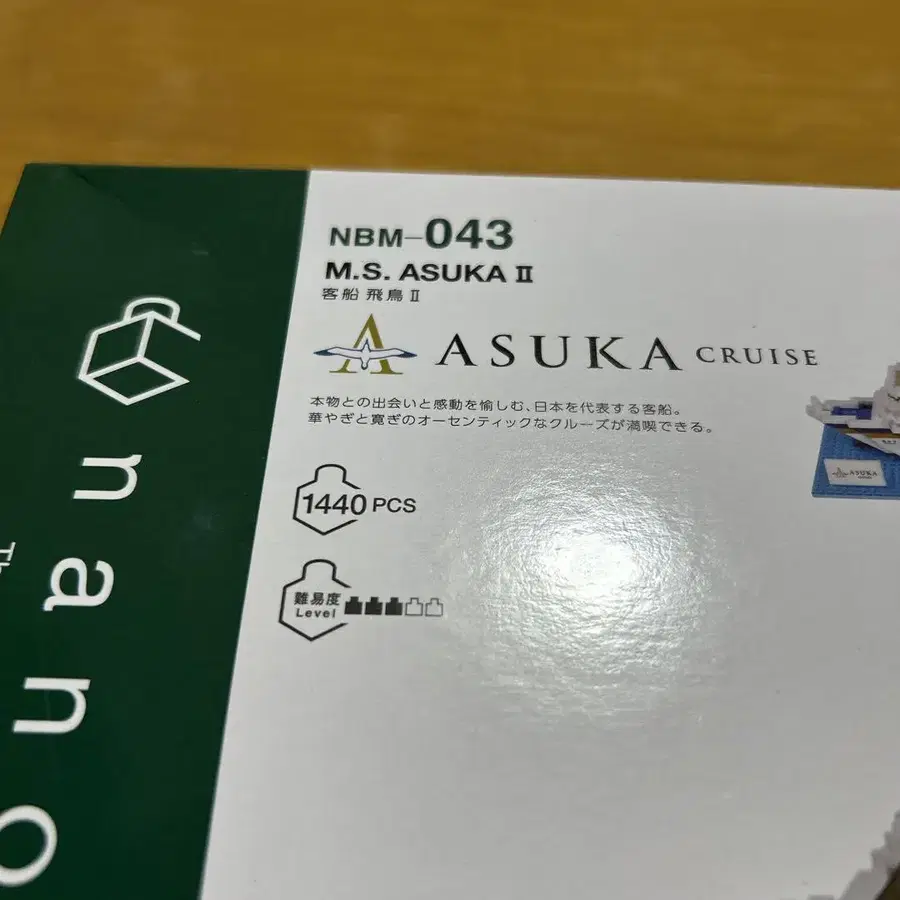 NBM-043
M.S. ASUKA Ⅱ
客船 飛鳥Ⅱ
ASUKA CRUISE
本物との出会いと感動を愉しむ、日本を代表する客船。
華やぎと寛ぎのオーセンティックなクルーズが満喫できる。
1440 PCS
難易度
Level
nano
ASUKA